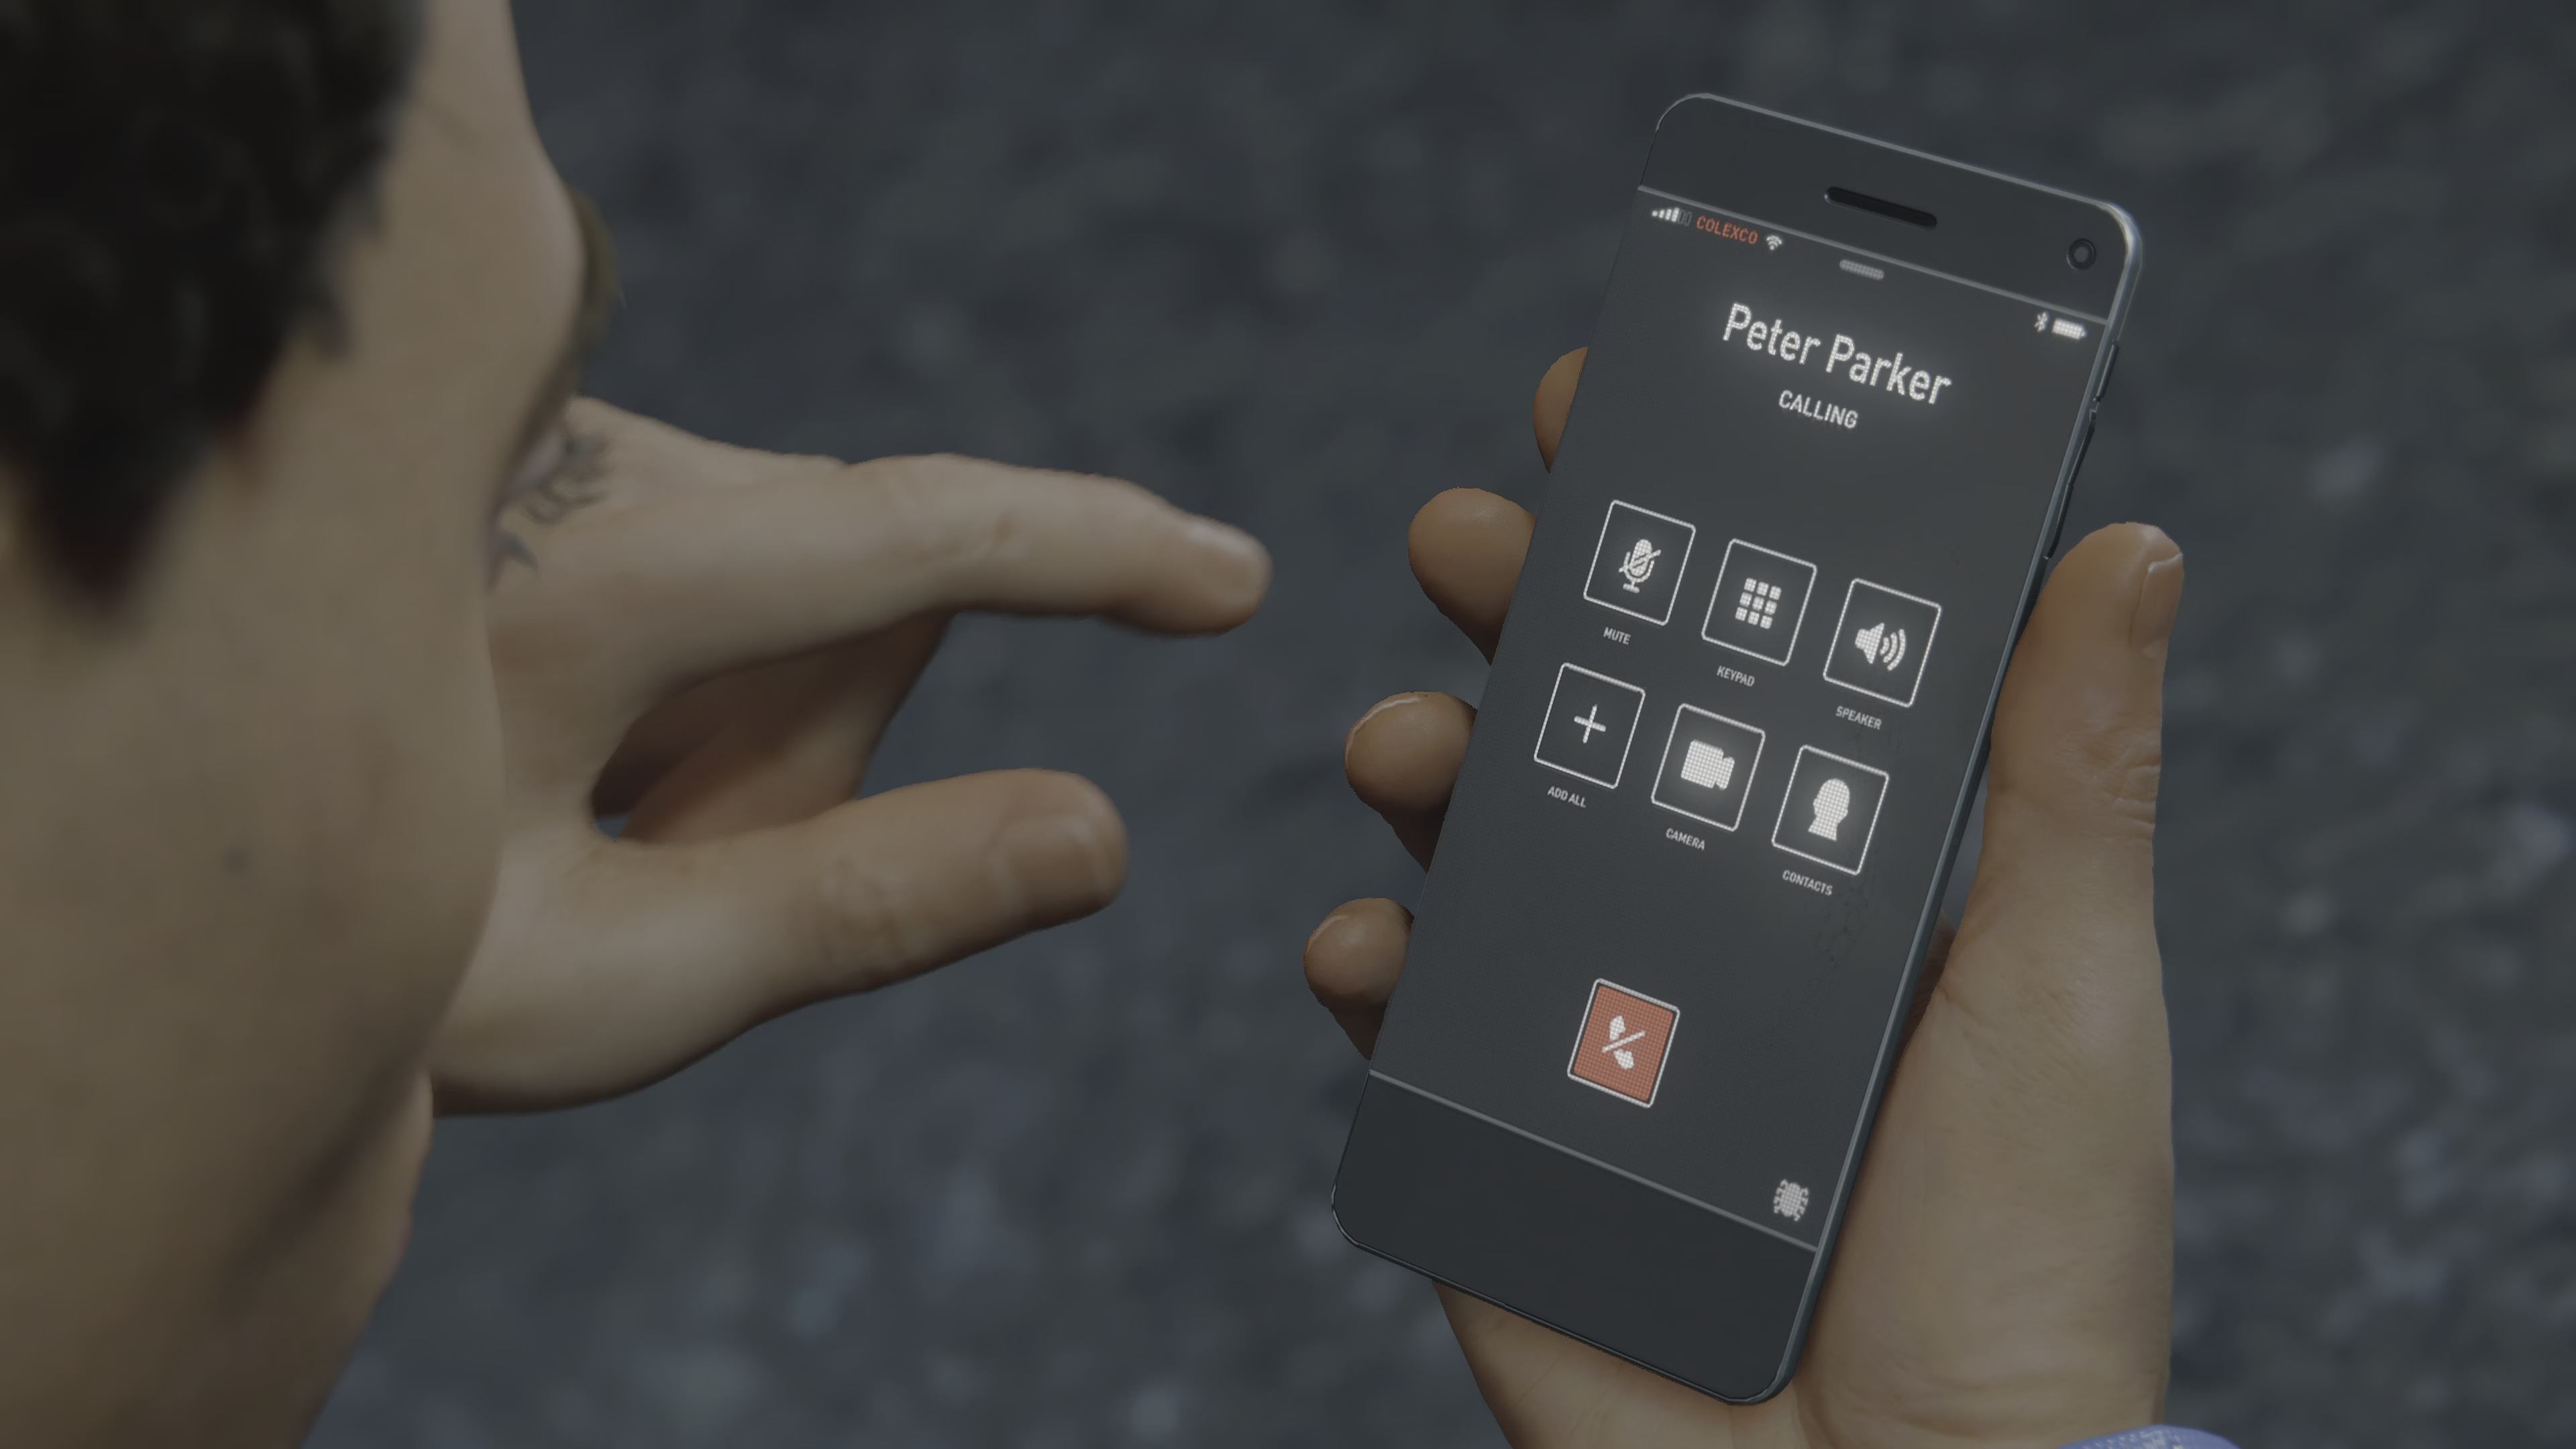 COLEXCO
Peter Parker
CALLING
MUTE
KEYPAD
SPEAKER
ADD ALL
CAMERA
CONTACTS